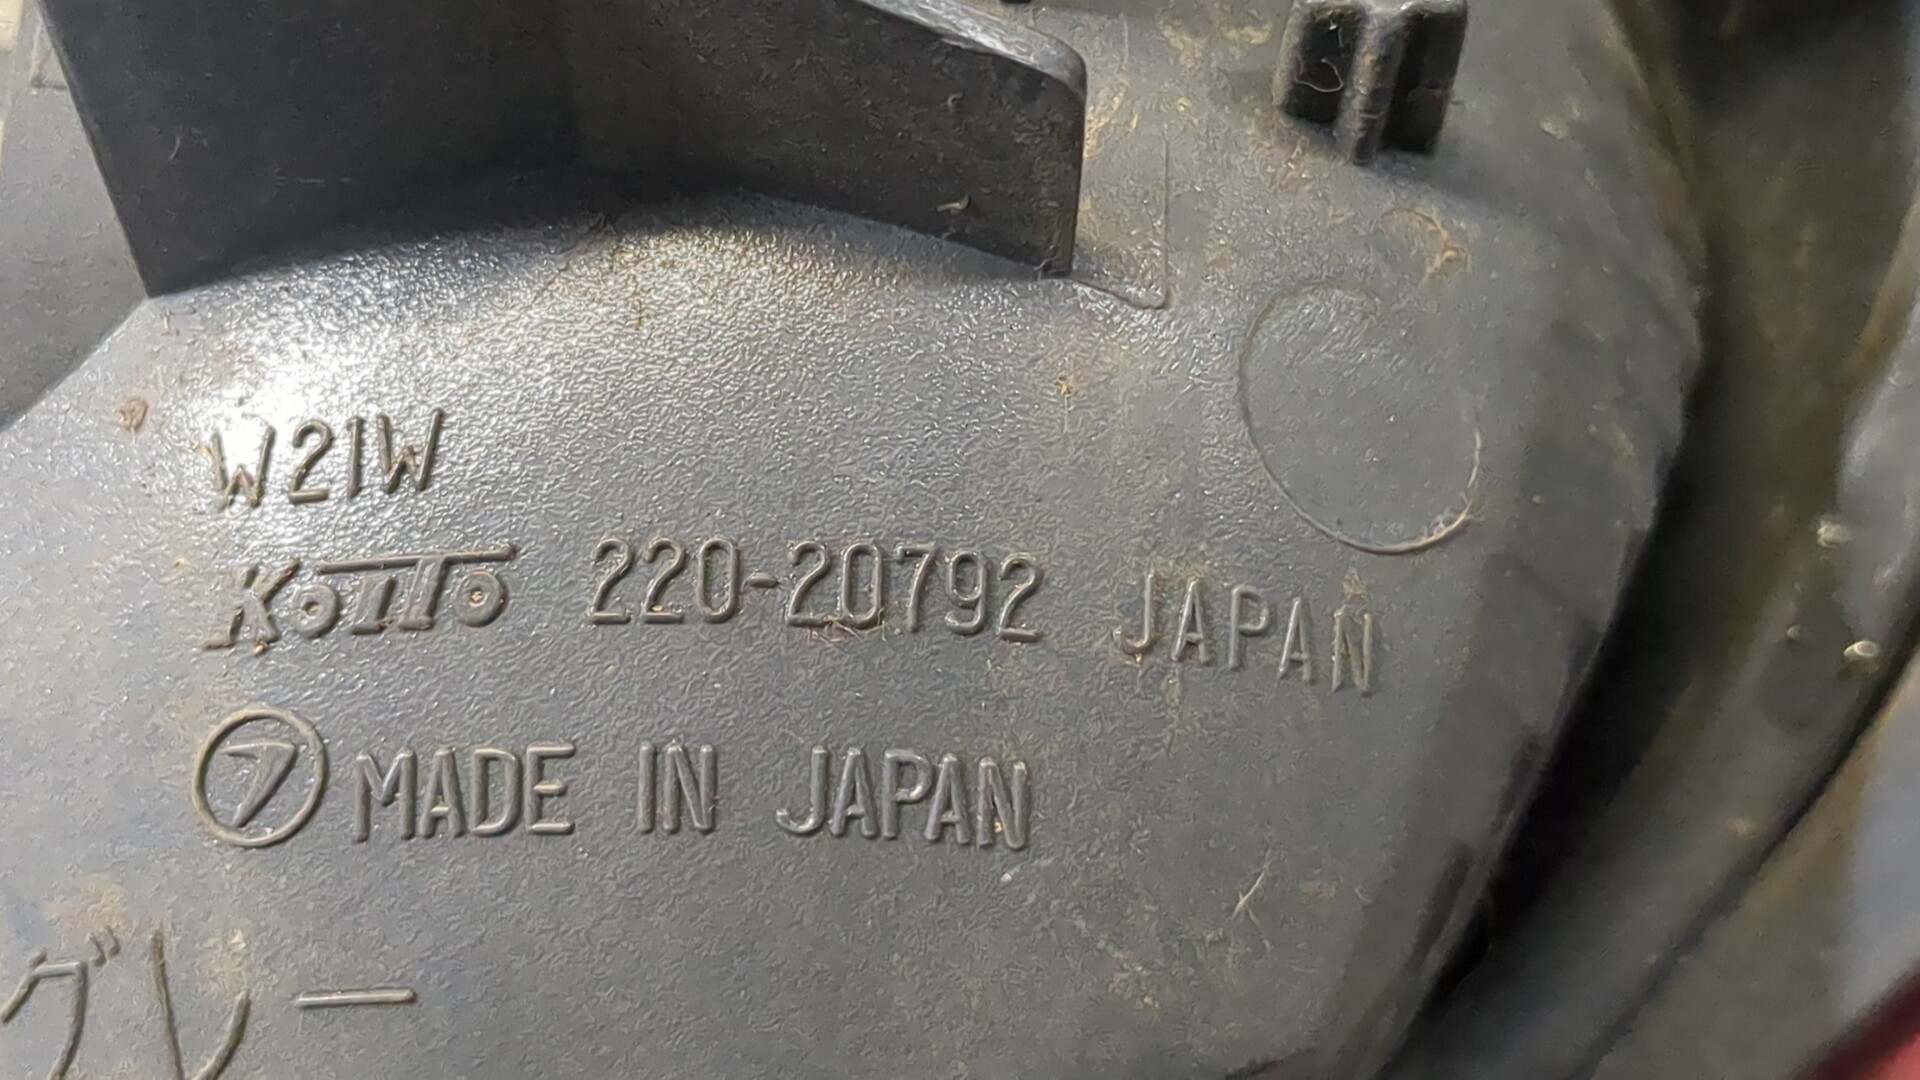 W21W
KOITO 220-20792 JAPAN
MADE IN JAPAN
グレー